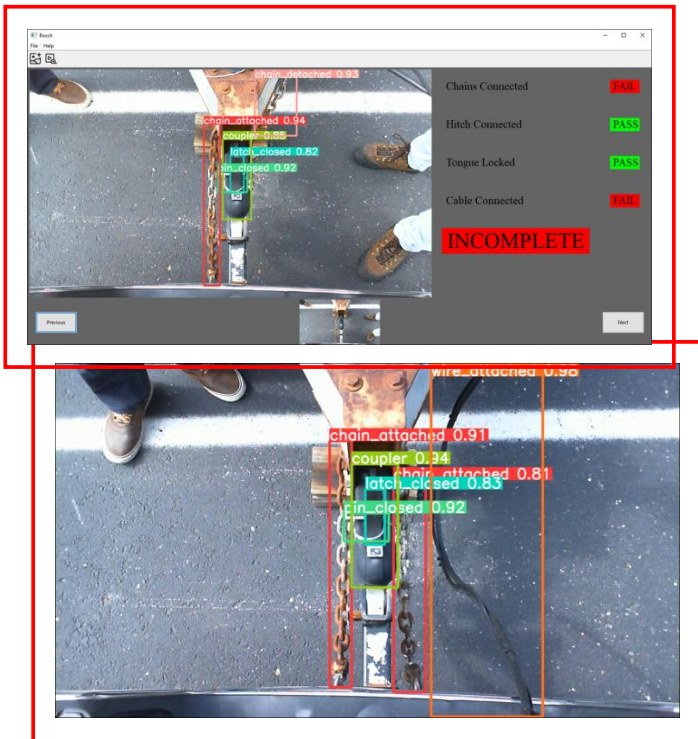 Bosch
File Help
chain_detached 0.93
chain_attached 0.94
coupler 0.85
latch_closed 0.82
pin_closed 0.92
Chains Connected FAIL
Hitch Connected PASS
Tongue Locked PASS
Cable Connected FAIL
INCOMPLETE
Previous
Next
wire_attached 0.98
chain_attached 0.91
coupler 0.94
chain_attached 0.81
latch_closed 0.83
pin_closed 0.92